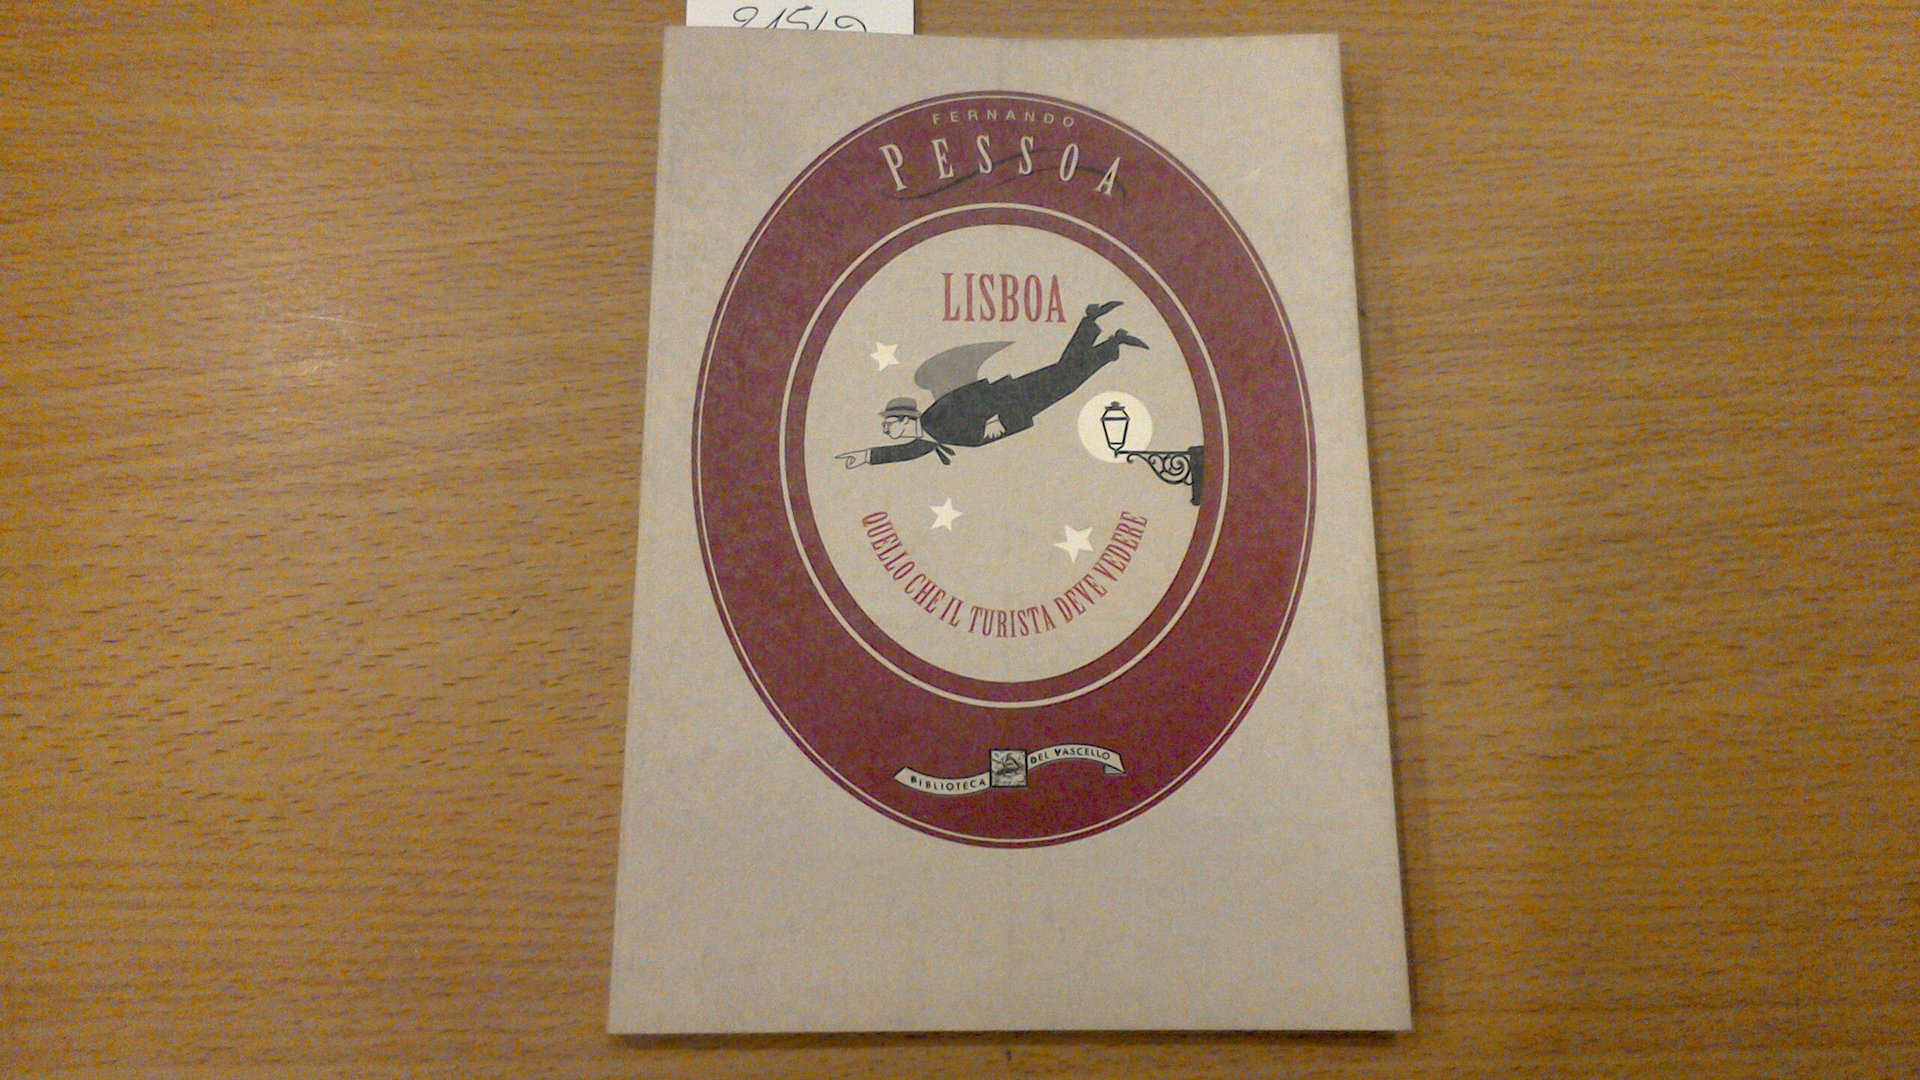 FERNANDO
PESSOA
LISBOA
QUELLO CHE IL TURISTA DEVE VEDERE
BIBLIOTECA DEL VASCELLO